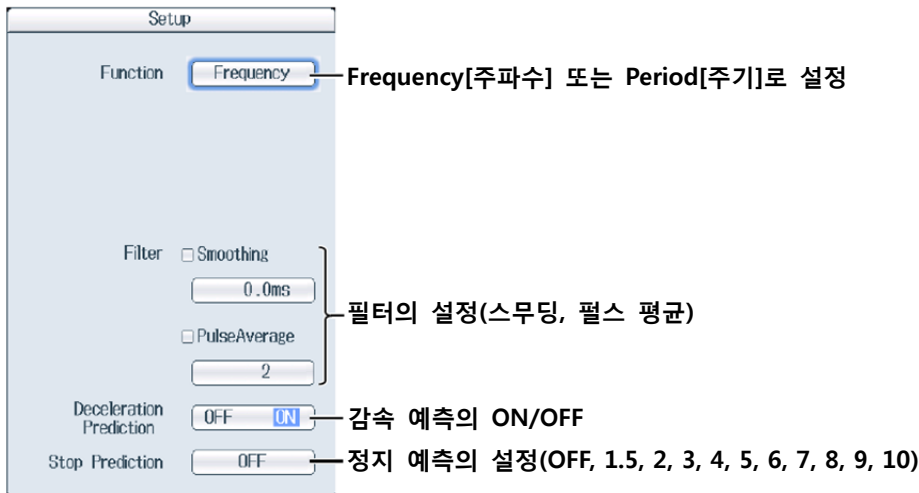 Setup
Function Frequency Frequency[주파수] 또는 Period[주기]로 설정
Filter Smoothing
0.0ms
필터의 설정(스무딩, 펄스 평균)
PulseAverage
2
Deceleration
Prediction
OFF ON 감속 예측의 ON/OFF
Stop Prediction OFF 정지 예측의 설정(OFF, 1.5, 2, 3, 4, 5, 6, 7, 8, 9, 10)